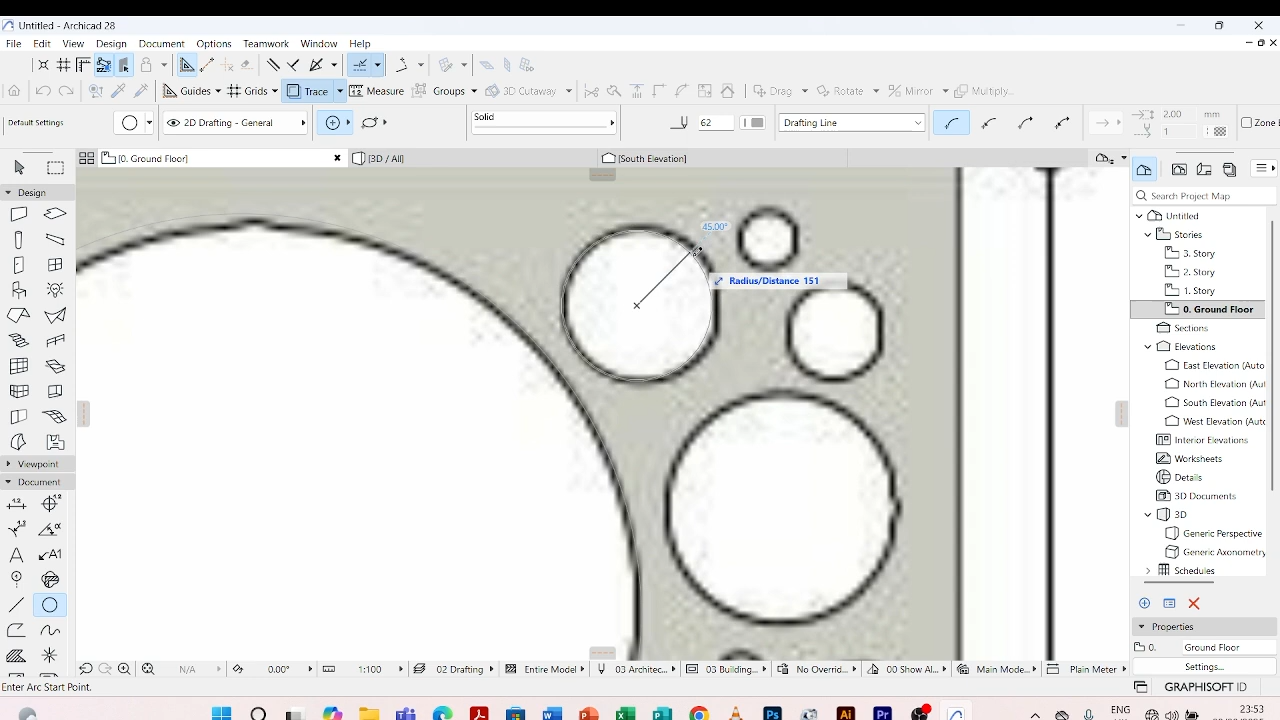 Untitled - Archicad 28
File Edit View Design Document Options Teamwork Window Help
Guides Grids Trace Measure Groups 3D Cutaway Drag Rotate Mirror Multiply...
Default Settings 2D Drafting - General Solid 62 Drafting Line 2.00 mm 1 Zone
[0. Ground Floor] [3D / All] [South Elevation]
Search Project Map
Design
Untitled
Stories
3. Story
2. Story
1. Story
0. Ground Floor
Sections
Elevations
East Elevation (Auto
North Elevation (Aut
South Elevation (Aut
West Elevation (Auto
Interior Elevations
Worksheets
Details
3D Documents
3D
Generic Perspective
Generic Axonometry
Schedules
45.00°
Radius/Distance 151
Viewpoint
Document
Properties
0. Ground Floor
Settings...
N/A 0.00° 1:100 02 Drafting Entire Model 03 Architec... 03 Building... No Overrid... 00 Show Al... Main Mode... Plain Meter
Enter Arc Start Point.
GRAPHISOFT ID
ENG
23:53